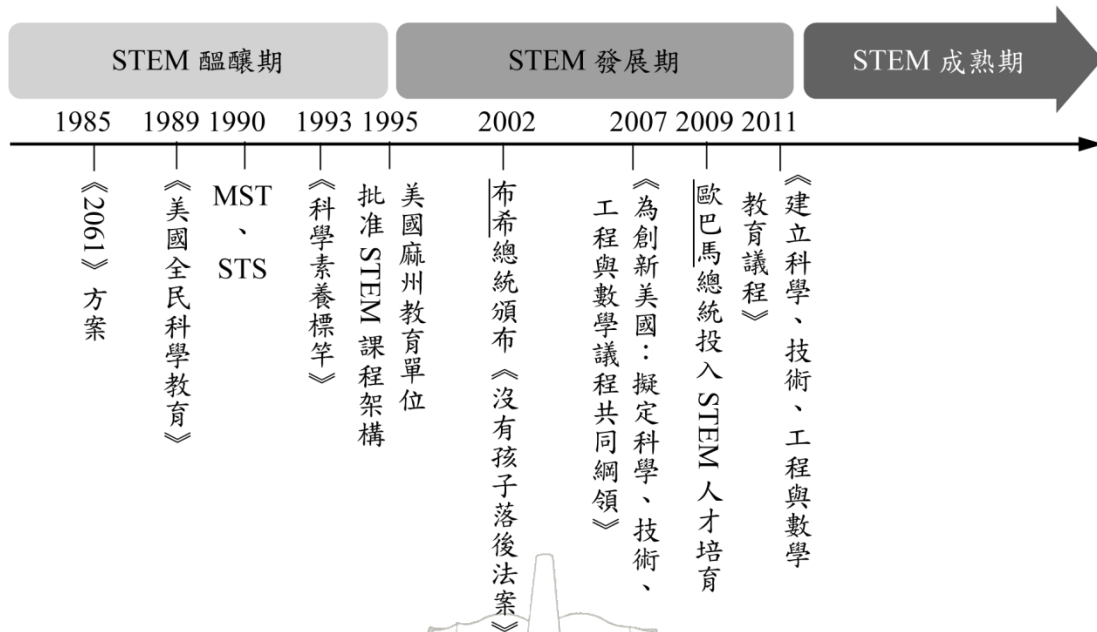 STEM 醞釀期
STEM 發展期
STEM 成熟期
1985
1989
1990
1993
1995
2002
2007
2009
2011
《2061》方案
《美國全民科學教育》
MST
、
STS
《科學素養標竿》
美國麻州教育單位
批准 STEM 課程架構
布希總統頒布《沒有孩子落後法案》
《為創新美國：擬定科學、技術、
工程與數學議程共同綱領》
歐巴馬總統投入 STEM 人才培育
《建立科學、技術、工程與數學
教育議程》